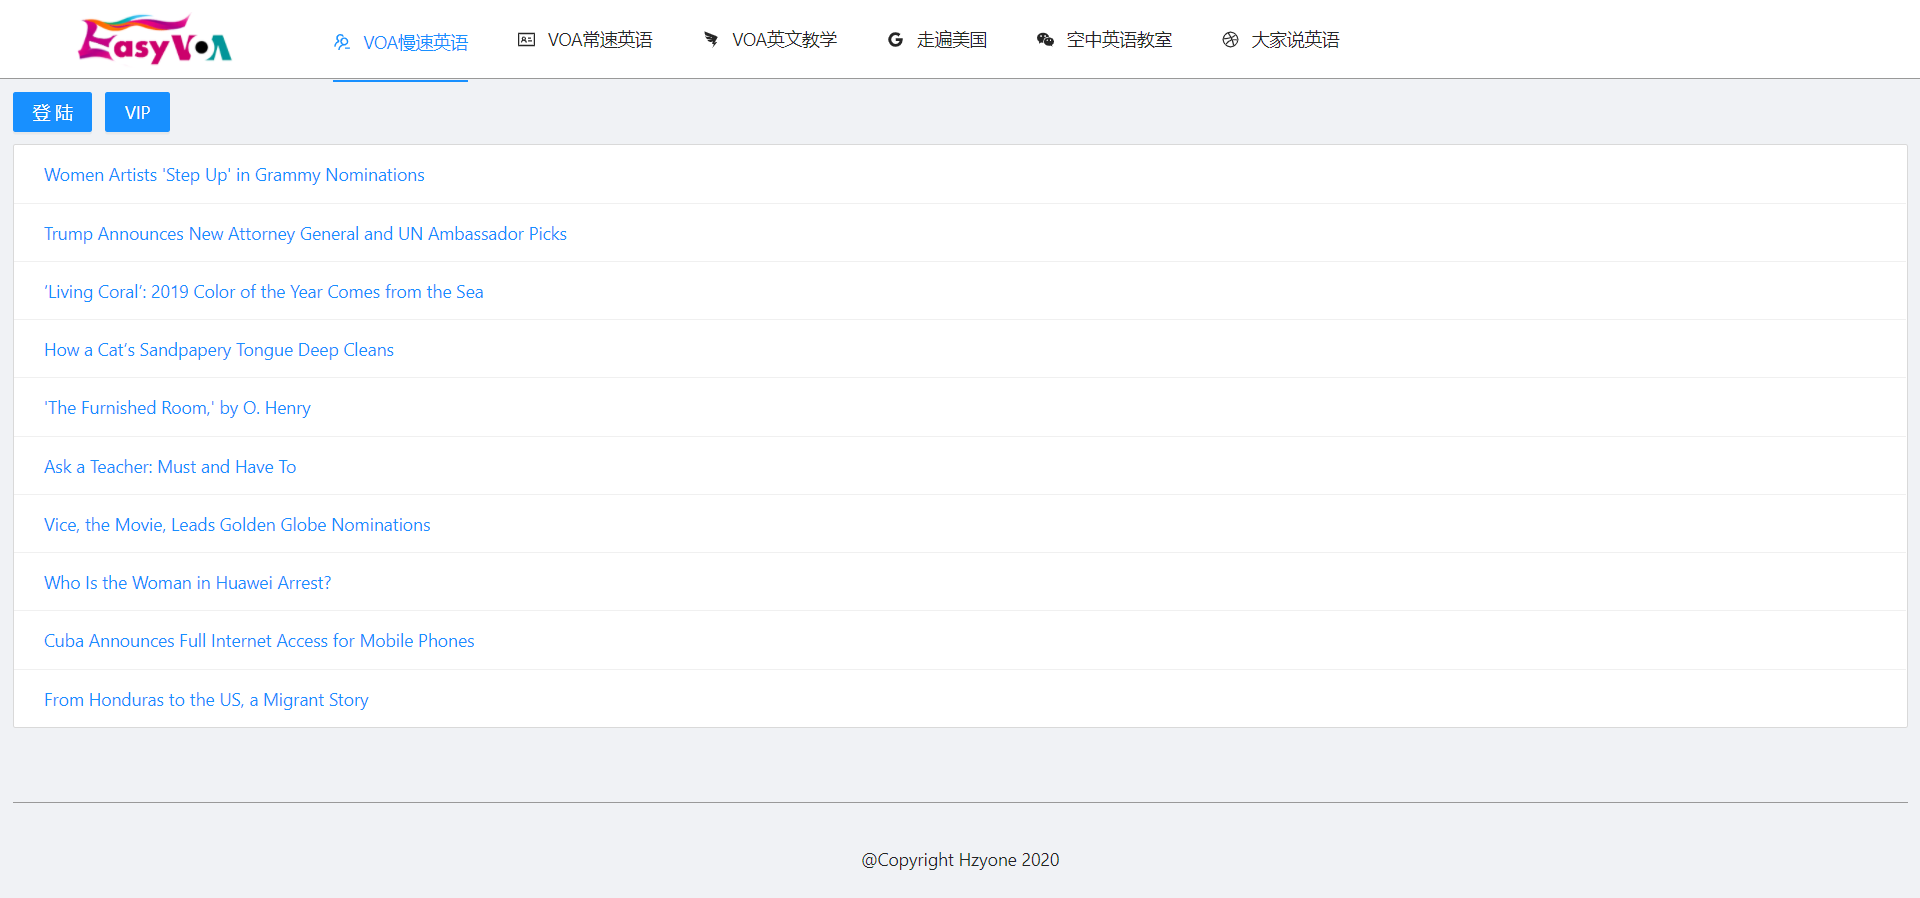 EasyVOA
VOA慢速英语
VOA常速英语
VOA英文教学
走遍美国
空中英语教室
大家说英语
登 陆
VIP
Women Artists 'Step Up' in Grammy Nominations
Trump Announces New Attorney General and UN Ambassador Picks
‘Living Coral’: 2019 Color of the Year Comes from the Sea
How a Cat’s Sandpapery Tongue Deep Cleans
'The Furnished Room,' by O. Henry
Ask a Teacher: Must and Have To
Vice, the Movie, Leads Golden Globe Nominations
Who Is the Woman in Huawei Arrest?
Cuba Announces Full Internet Access for Mobile Phones
From Honduras to the US, a Migrant Story
@Copyright Hzyone 2020